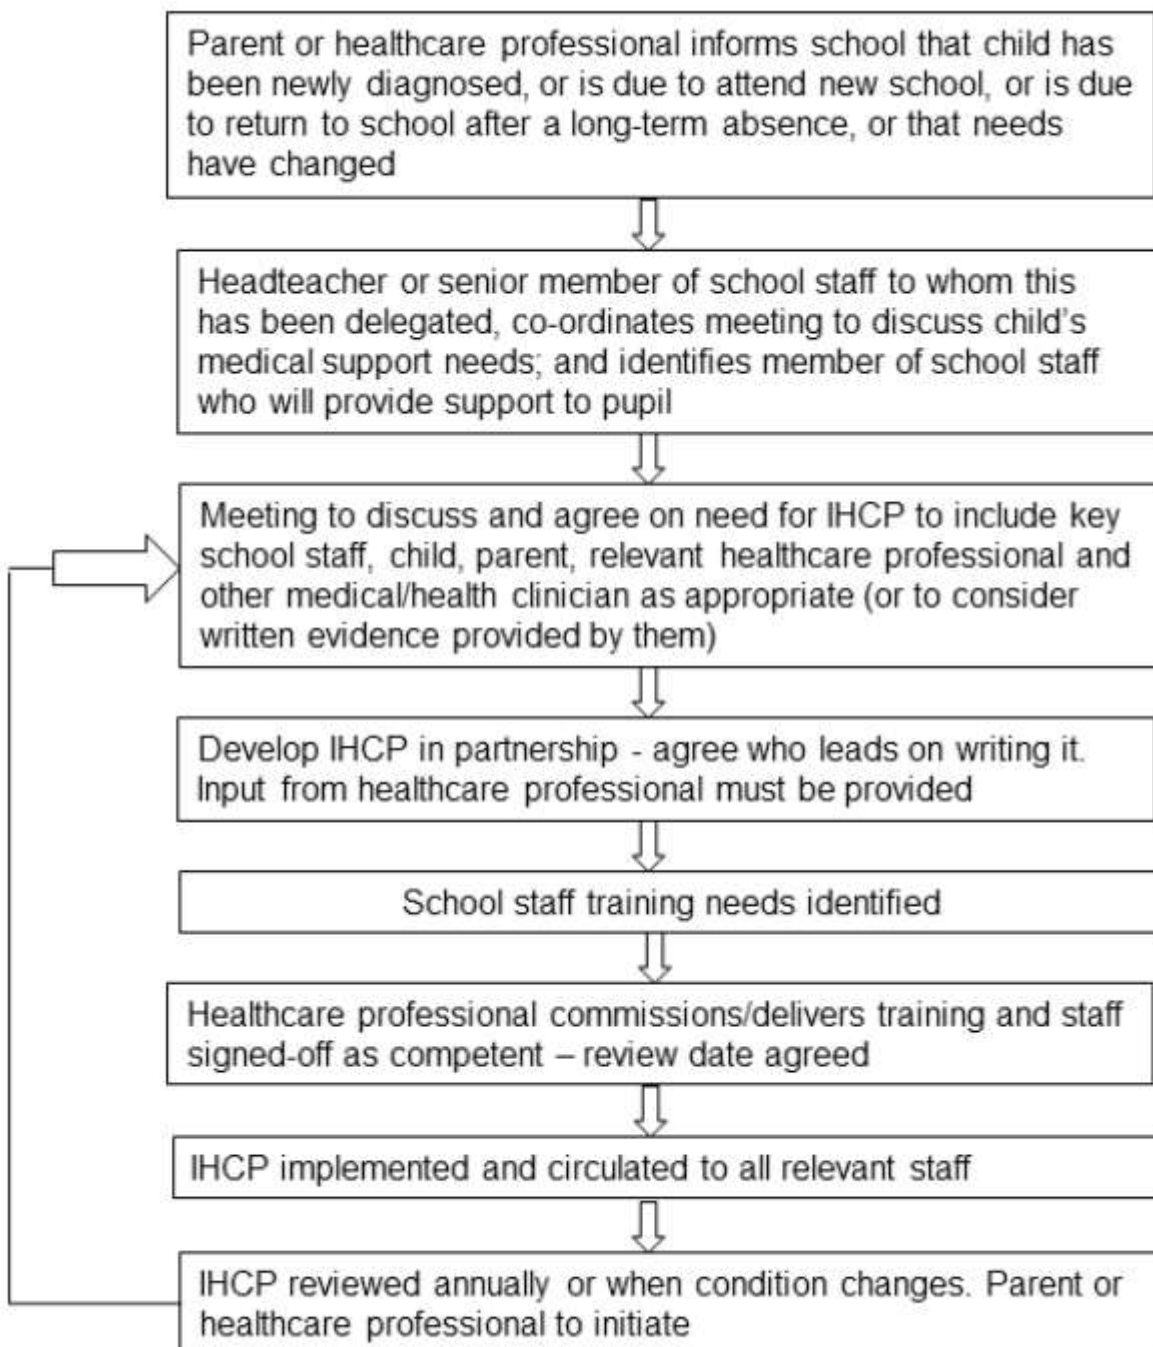 Parent or healthcare professional informs school that child has
been newly diagnosed, or is due to attend new school, or is due
to return to school after a long-term absence, or that needs
have changed
Headteacher or senior member of school staff to whom this
has been delegated, co-ordinates meeting to discuss child's
medical support needs; and identifies member of school staff
who will provide support to pupil
Meeting to discuss and agree on need for IHCP to include key
school staff, child, parent, relevant healthcare professional and
other medical/health clinician as appropriate (or to consider
written evidence provided by them)
Develop IHCP in partnership - agree who leads on writing it.
Input from healthcare professional must be provided
School staff training needs identified
Healthcare professional commissions/delivers training and staff
signed-off as competent – review date agreed
IHCP implemented and circulated to all relevant staff
IHCP reviewed annually or when condition changes. Parent or
healthcare professional to initiate